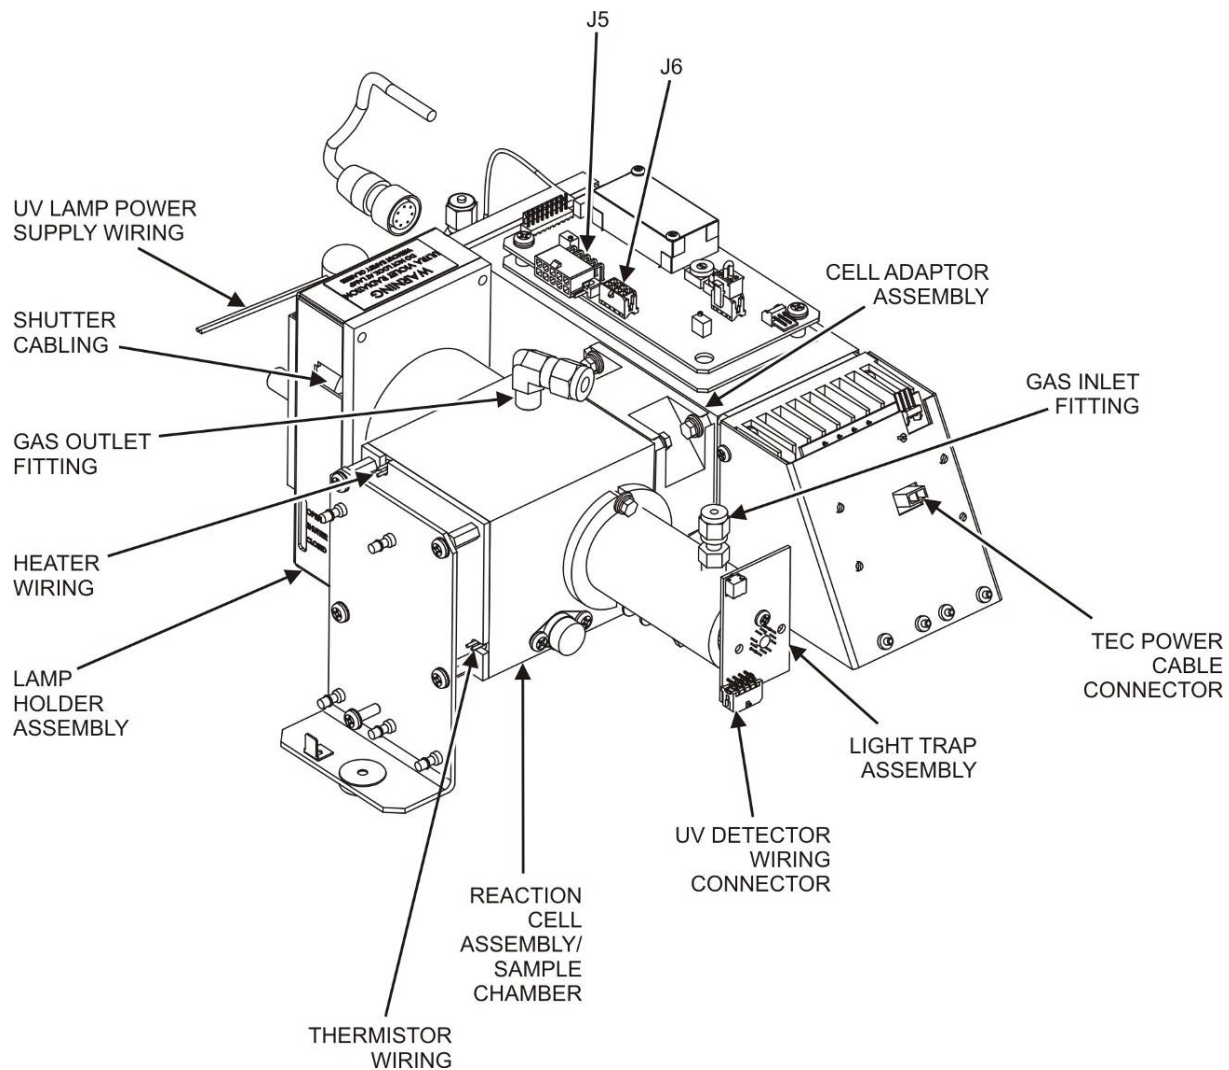 J5
J6
UV LAMP POWER
SUPPLY WIRING
SHUTTER
CABLING
GAS OUTLET
FITTING
HEATER
WIRING
LAMP
HOLDER
ASSEMBLY
CELL ADAPTOR
ASSEMBLY
GAS INLET
FITTING
TEC POWER
CABLE
CONNECTOR
LIGHT TRAP
ASSEMBLY
UV DETECTOR
WIRING
CONNECTOR
REACTION
CELL
ASSEMBLY/
SAMPLE
CHAMBER
THERMISTOR
WIRING
WARNING
OPEN
CLOSED